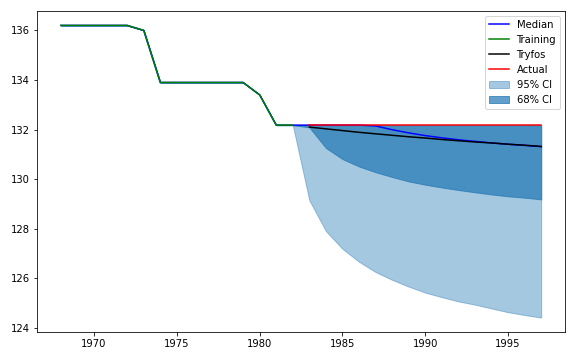 136
134
132
130
128
126
124
1970
1975
1980
1985
1990
1995
Median
Training
Tryfos
Actual
95% CI
68% CI